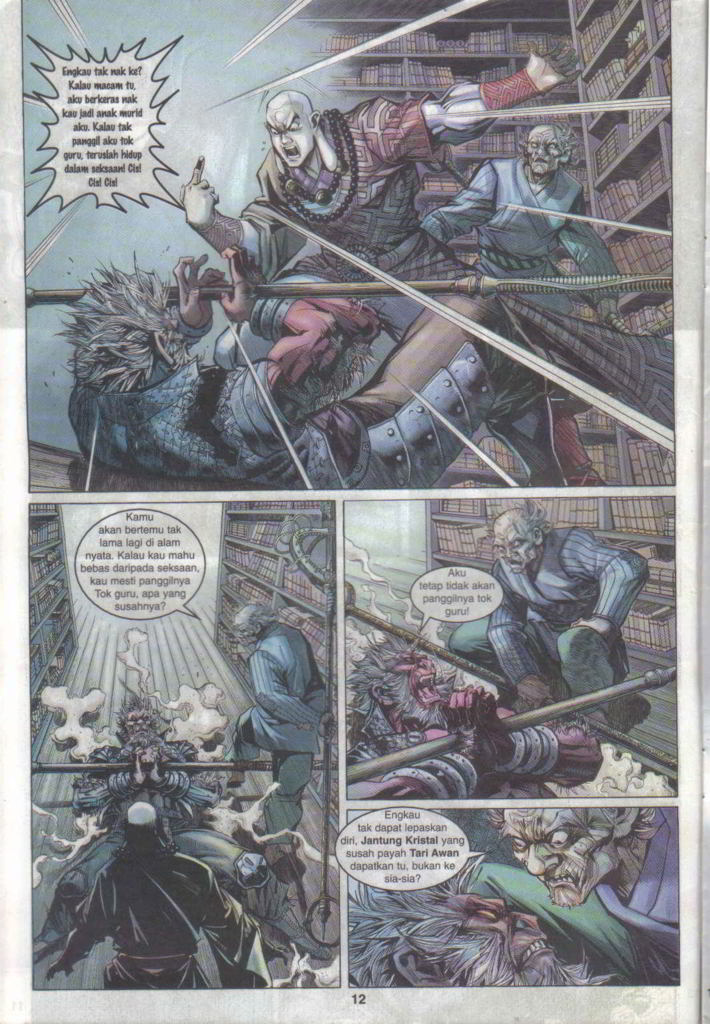 Engkau tak nak ke?
Kalau macam tu,
aku berkeras nak
kau jadi anak murid
aku. Kalau tak
panggil aku tok
guru, teruslah hidup
dalam seksaan! Cis!
Cis! Cis!
Kamu
akan bertemu tak
lama lagi di alam
nyata. Kalau kau mahu
bebas daripada seksaan,
kau mesti panggilnya
Tok guru, apa yang
susahnya?
Aku
tetap tidak akan
panggilnya tok
guru!
Engkau
tak dapat lepaskan
diri, Jantung Kristal yang
susah payah Tari Awan
dapatkan tu, bukan ke
sia-sia?
12